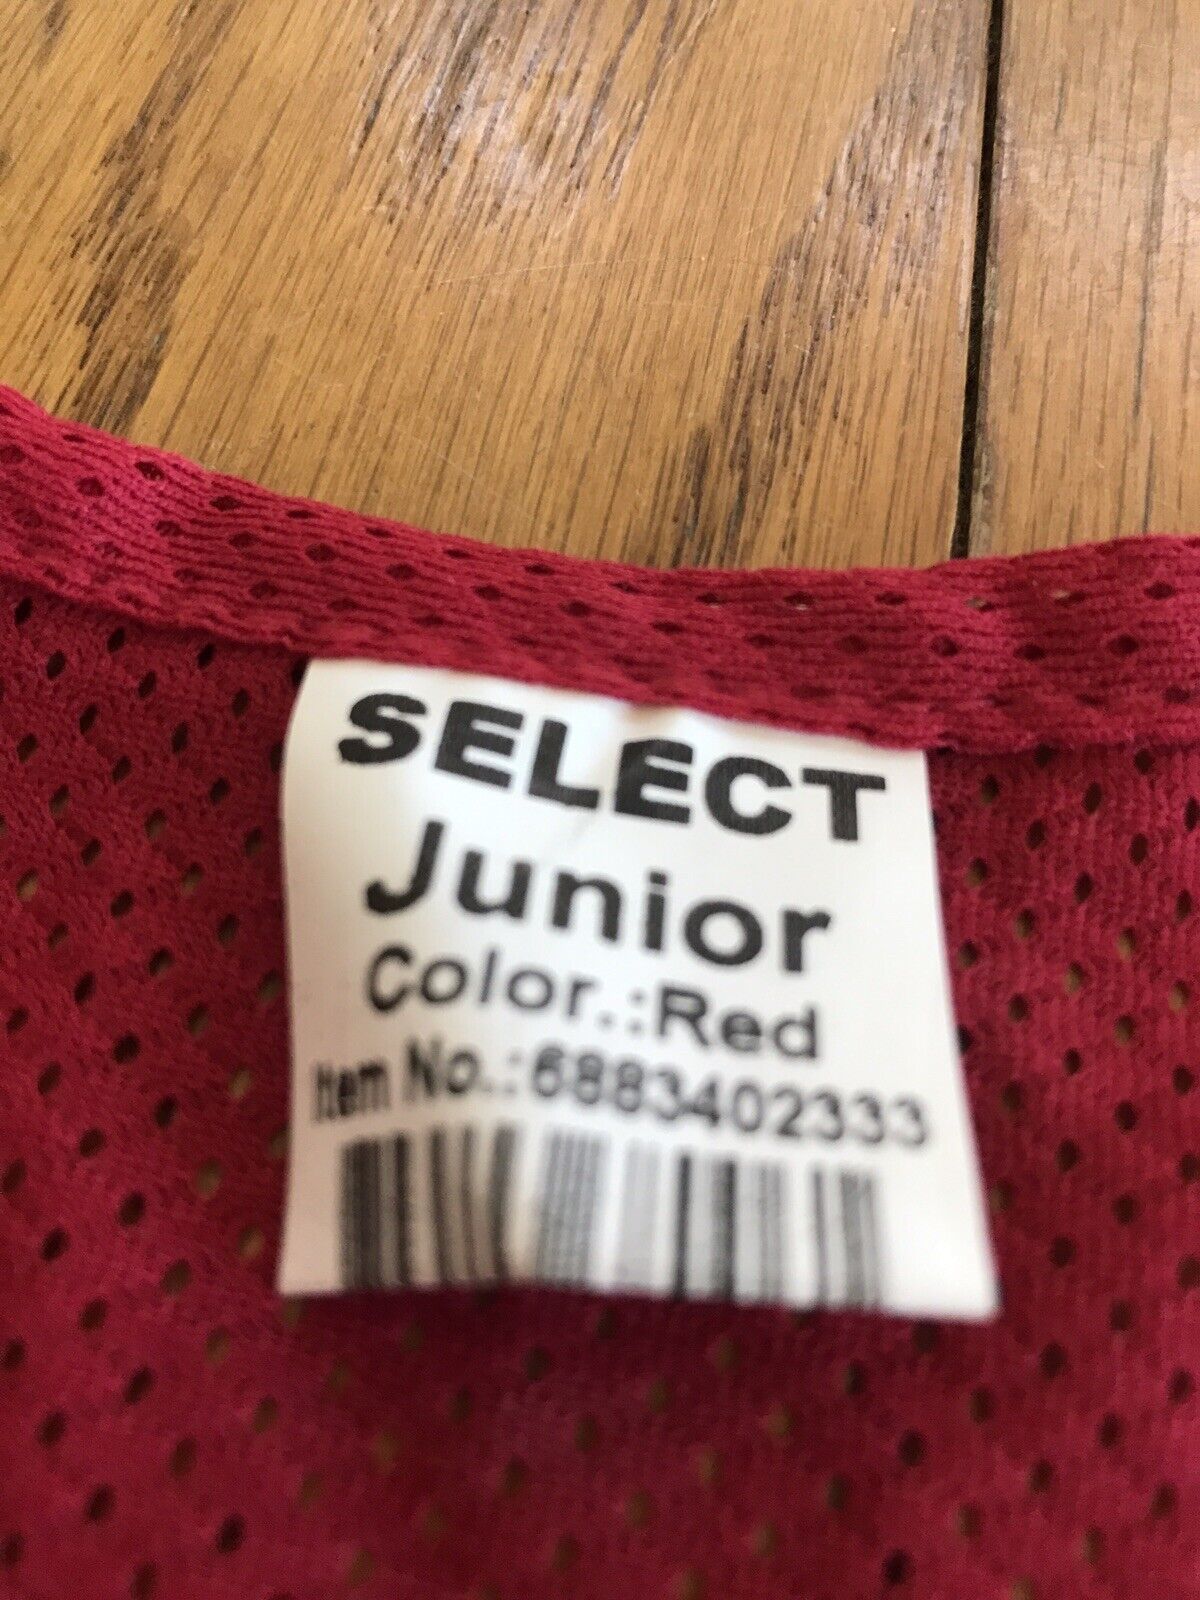 SELECT
Junior
Color.:Red
Item No.:6883402333